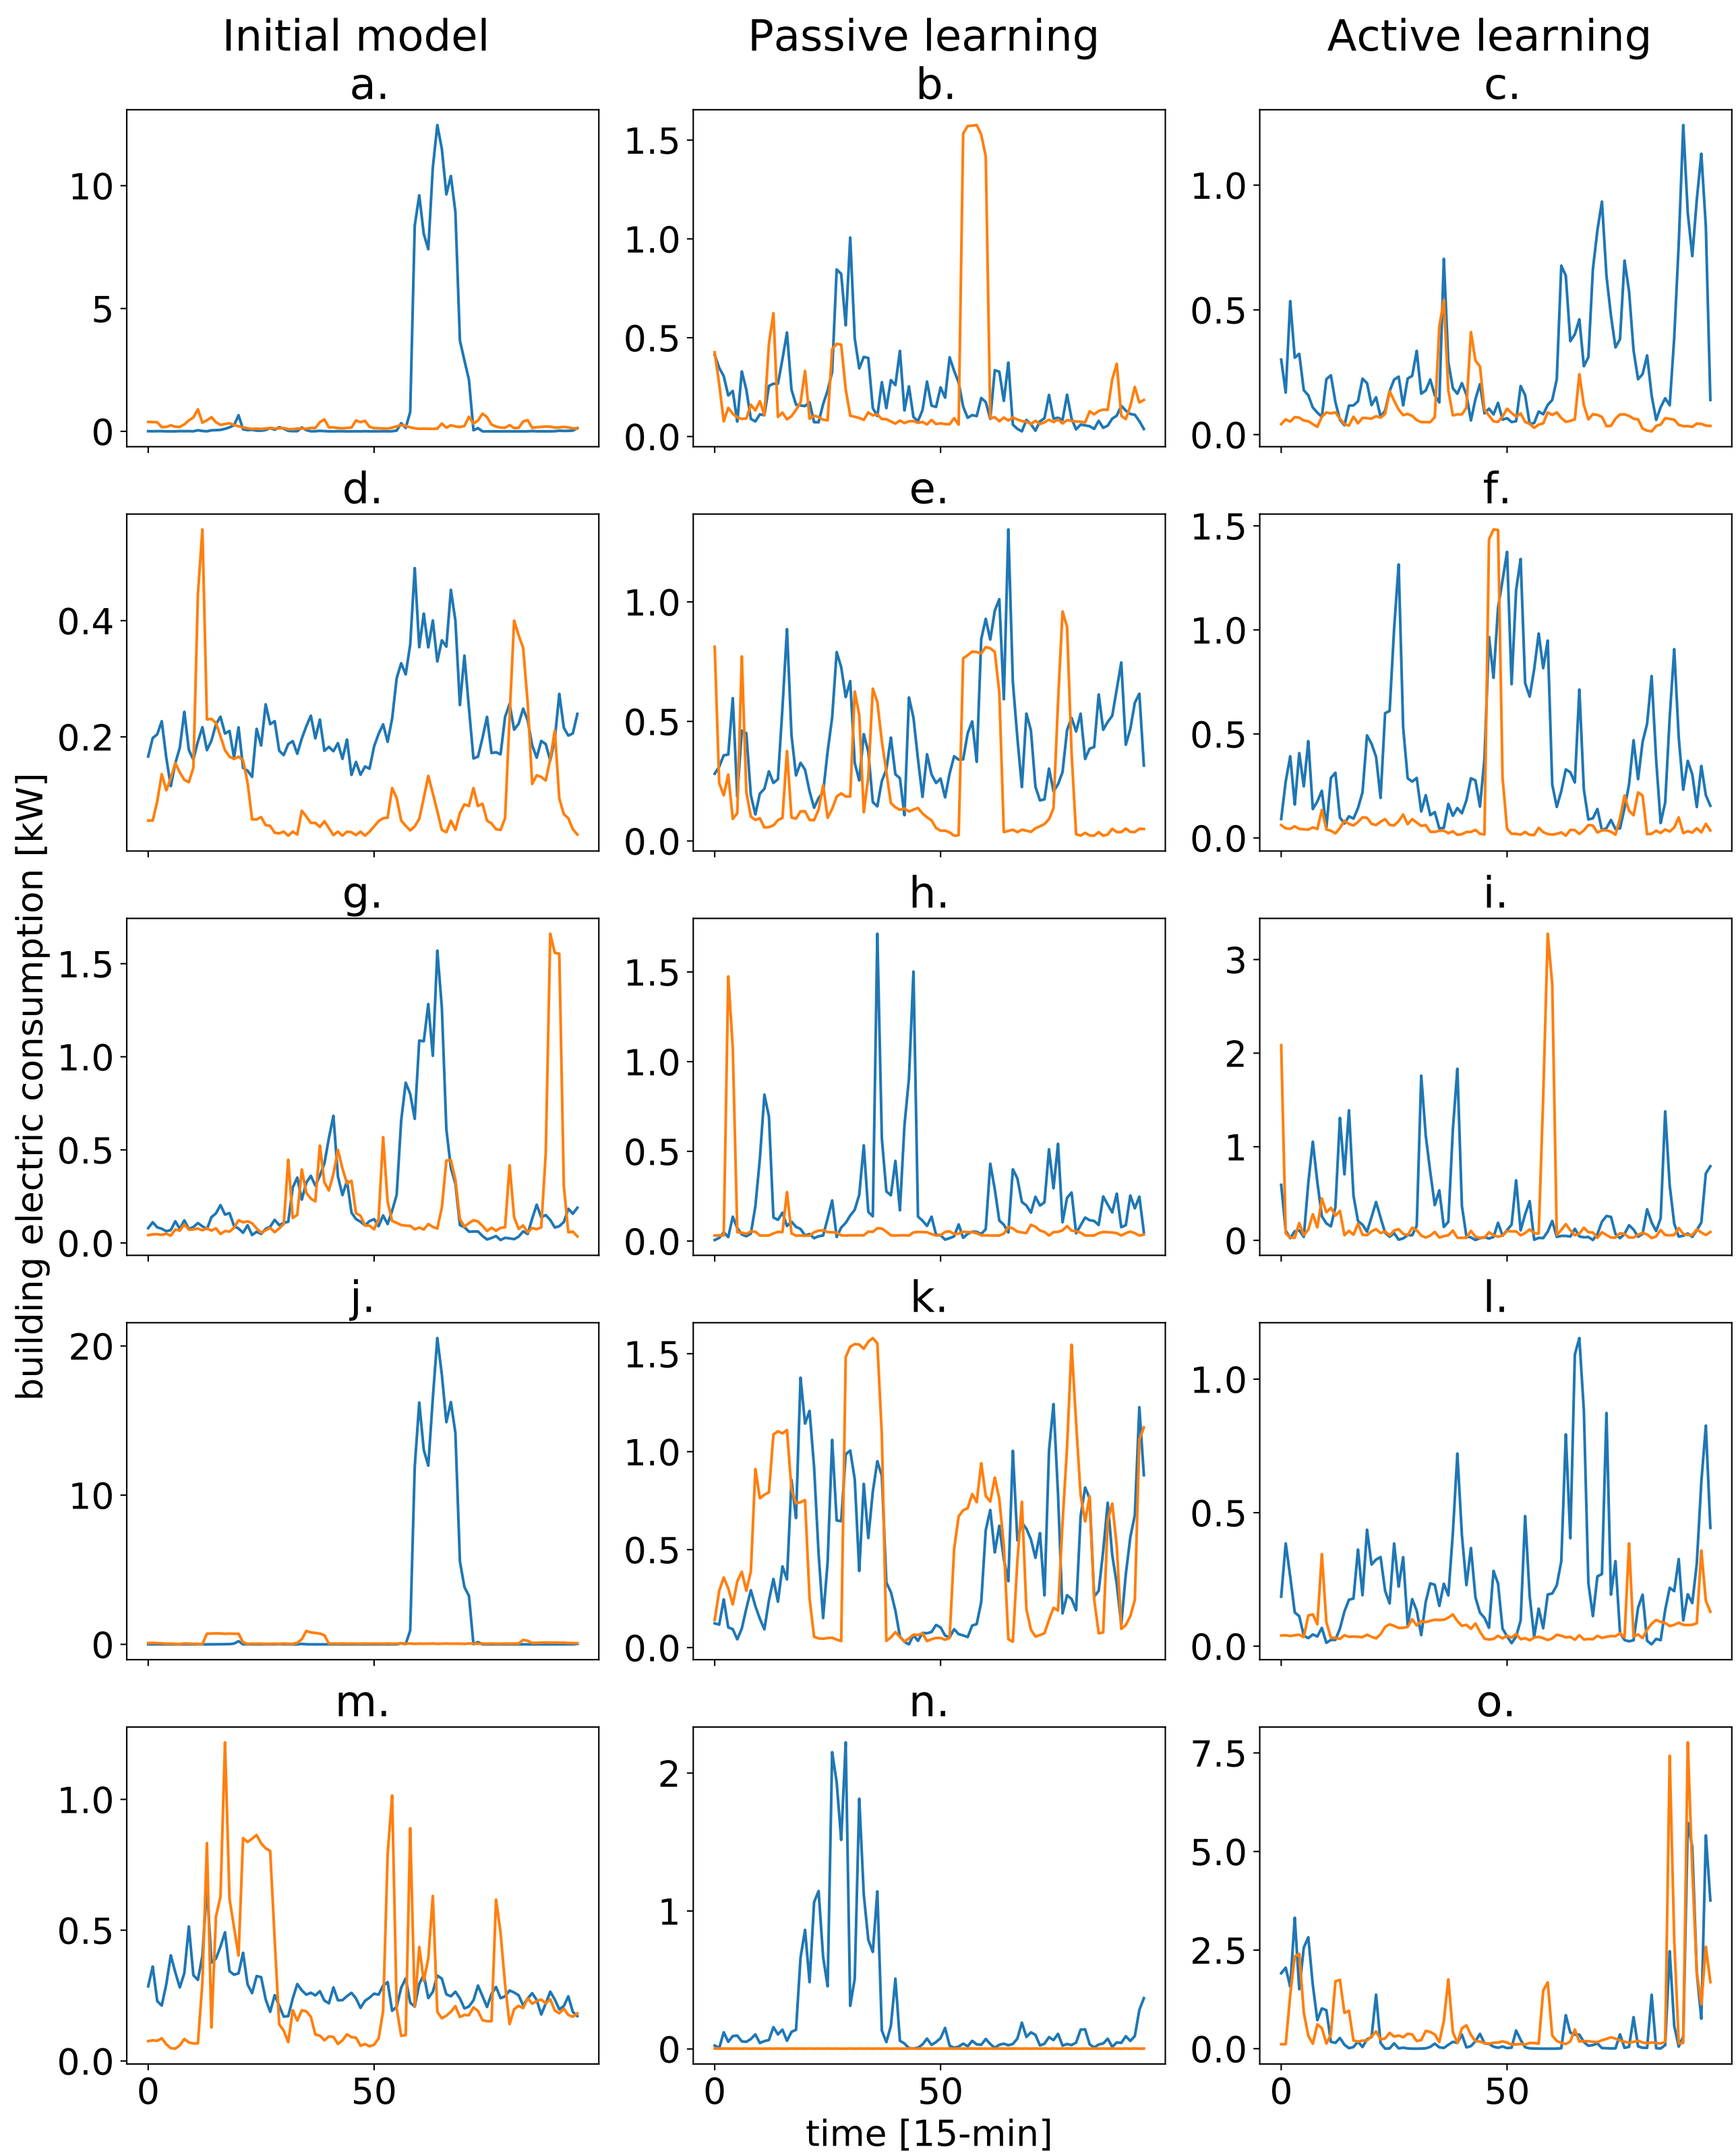 Initial model Passive learning Active learning
a. b. c.
10 1.5 1.0
5 1.0 0.5
0 0.5 0.0
0.0
d. e. f.
0.4 1.0 1.5
0.2 0.5 1.0
0.0 0.5
0.0
g. h. i.
1.5 1.5 3
1.0 1.0 2
0.5 0.5 1
0.0 0.0 0
j. k. l.
20 1.5 1.0
10 1.0 0.5
0 0.5 0.0
0.0
m. n. o.
1.0 2 7.5
0.5 1 5.0
0.0 0 2.5
0.0
0 50 0 50 0 50
time [15-min]
building electric consumption [kW]